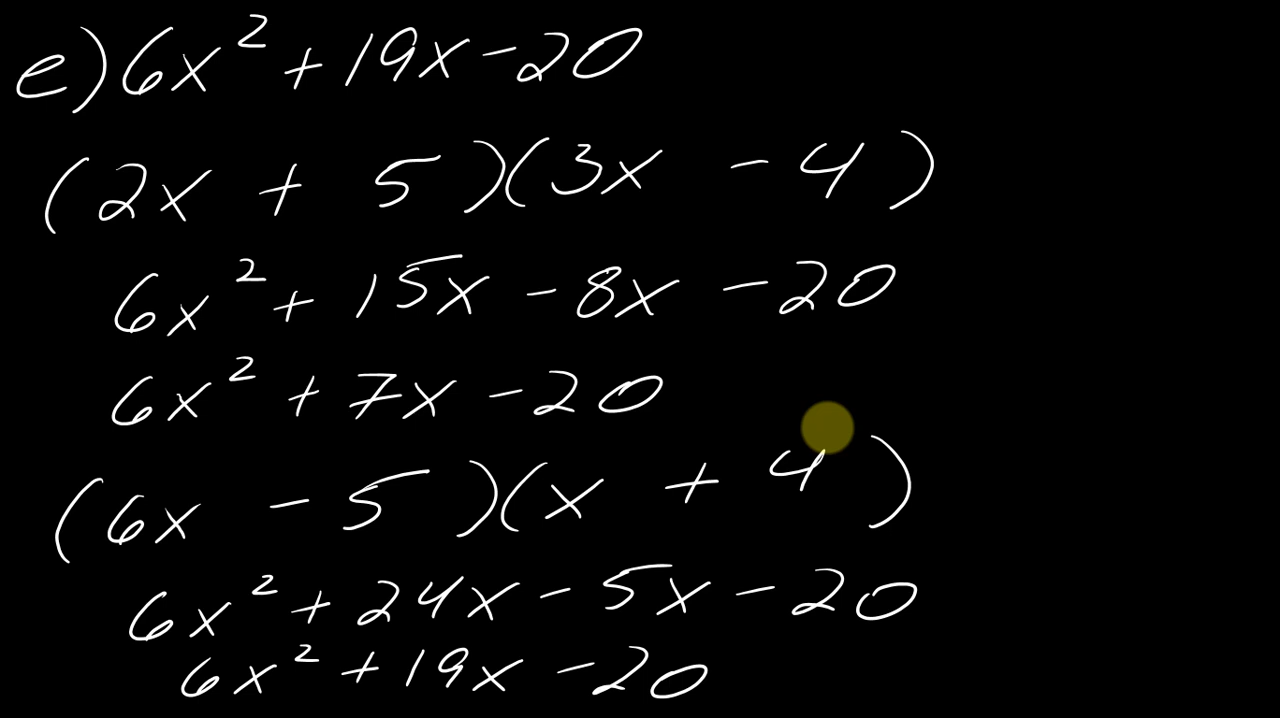 e) 6x² + 19x - 20
(2x + 5)(3x - 4)
6x² + 15x - 8x - 20
6x² + 7x - 20
(6x - 5)(x + 4)
6x² + 24x - 5x - 20
6x² + 19x - 20